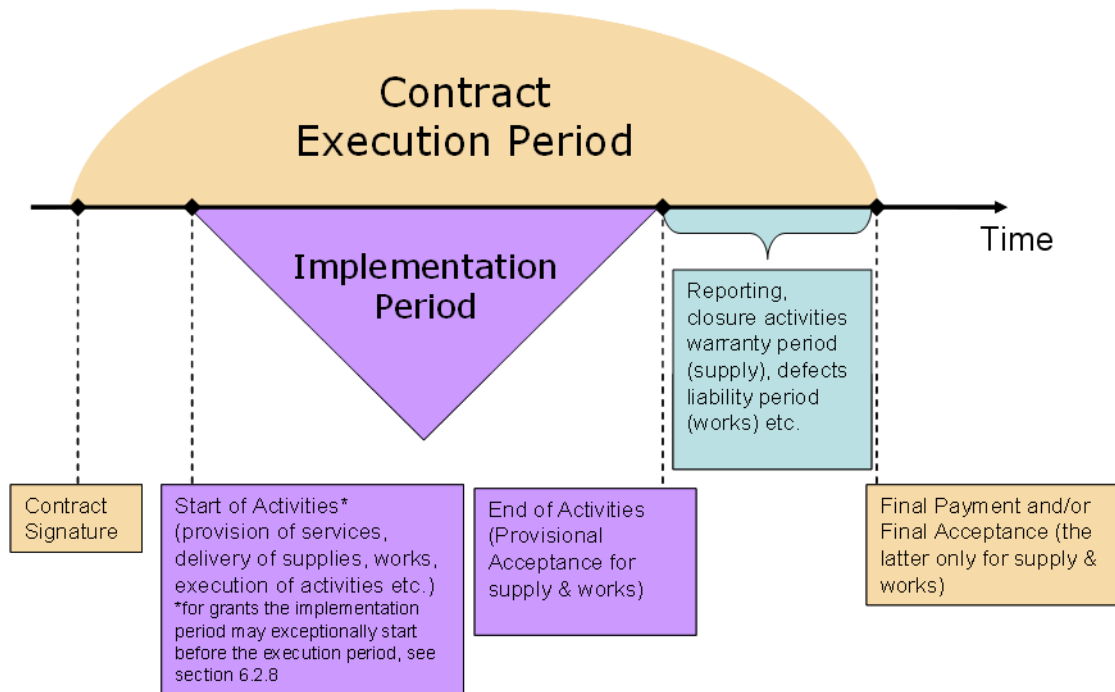 Contract
Execution Period
Time
Implementation
Period
Reporting,
closure activities
warranty period
(supply), defects
liability period
(works) etc.
Contract
Signature
Start of Activities*
(provision of services,
delivery of supplies, works,
execution of activities etc.)
*for grants the implementation
period may exceptionally start
before the execution period, see
section 6.2.8
End of Activities
(Provisional
Acceptance for
supply & works)
Final Payment and/or
Final Acceptance (the
latter only for supply &
works)